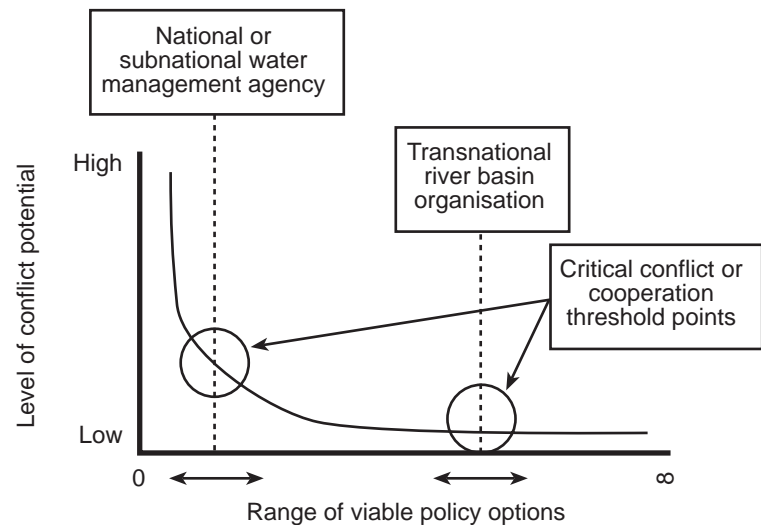 National or
subnational water
management agency
Transnational
river basin
organisation
Critical conflict or
cooperation
threshold points
High
Level of conflict potential
Low
0
∞
Range of viable policy options